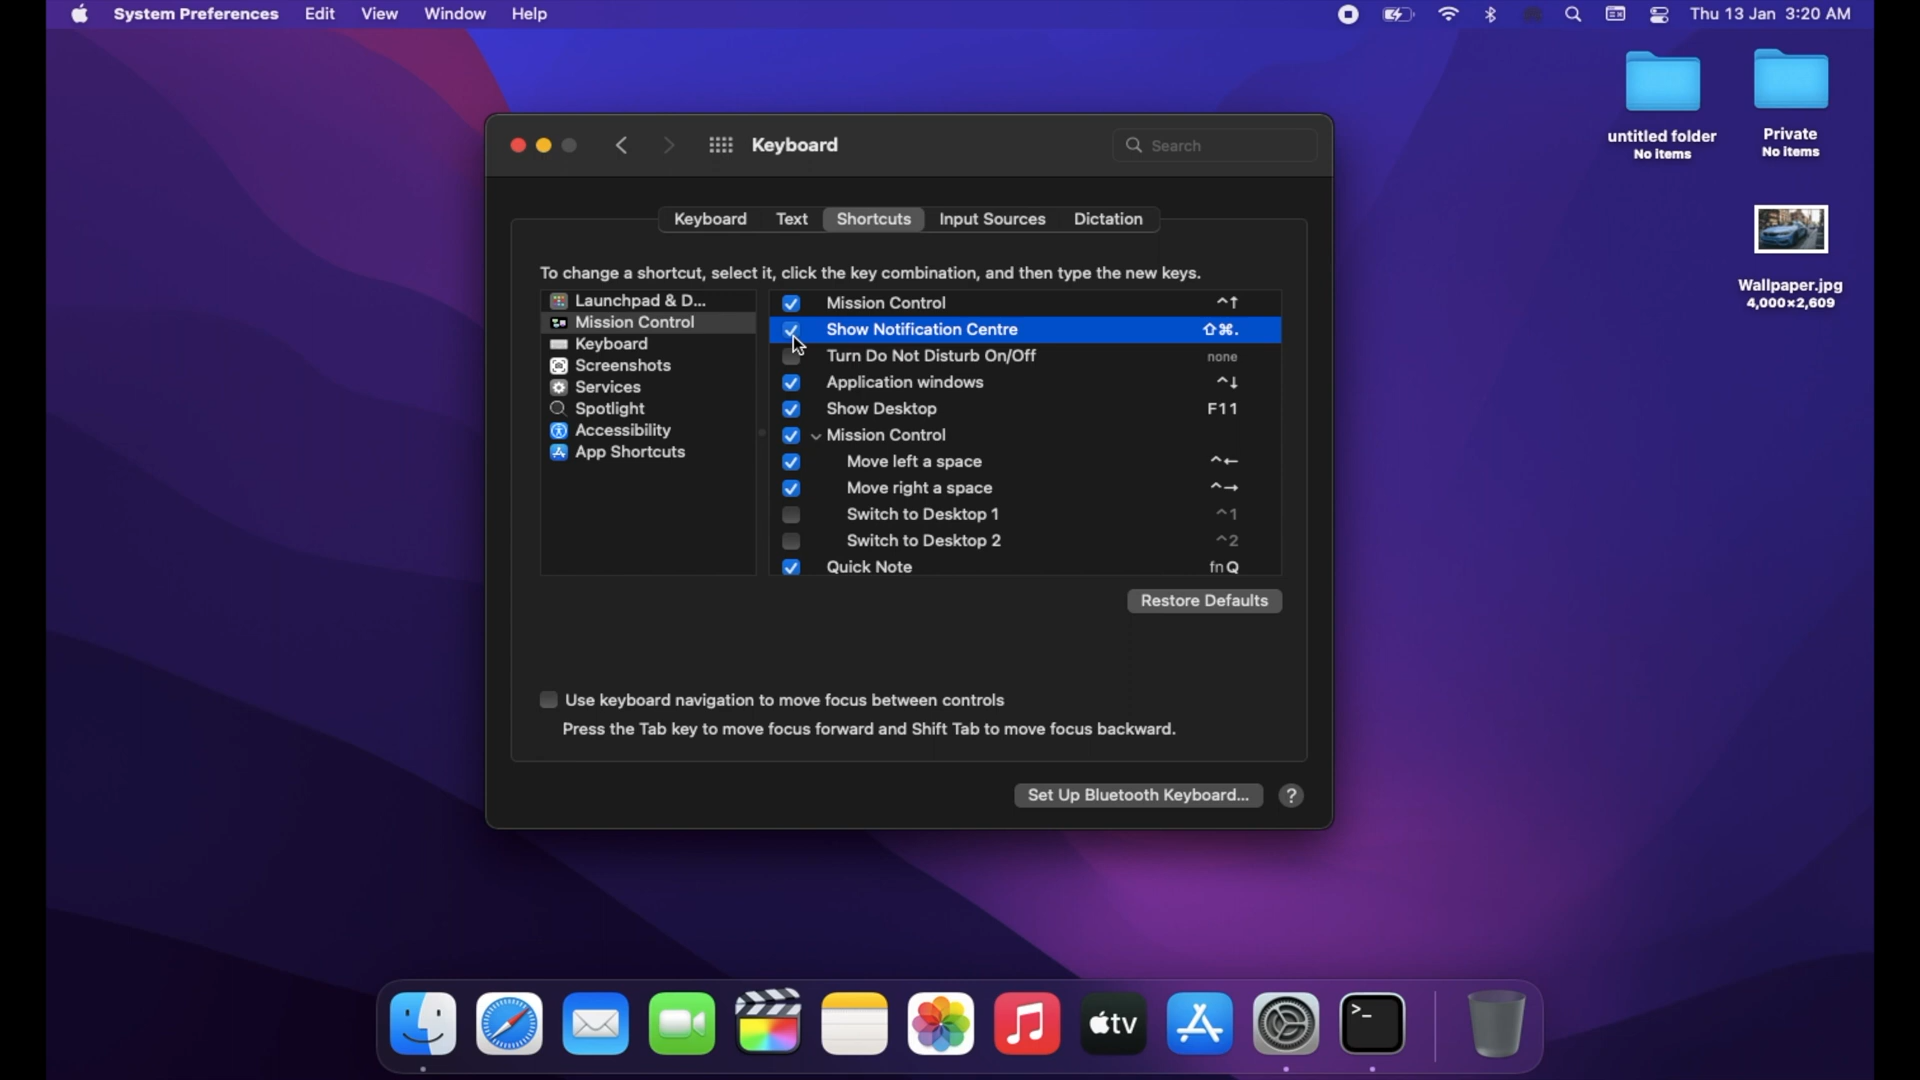 System Preferences Edit View Window Help
Thu 13 Jan 3:20 AM
untitled folder
No items
Private
No items
Wallpaper.jpg
4,000×2,609
Keyboard
Search
Keyboard Text Shortcuts Input Sources Dictation
To change a shortcut, select it, click the key combination, and then type the new keys.
Launchpad & D...
Mission Control
Keyboard
Screenshots
Services
Spotlight
Accessibility
App Shortcuts
Mission Control ^↑
Show Notification Centre ⇧⌘.
Turn Do Not Disturb On/Off none
Application windows ^↓
Show Desktop F11
Mission Control
Move left a space ^←
Move right a space ^→
Switch to Desktop 1 ^1
Switch to Desktop 2 ^2
Quick Note fn Q
Restore Defaults
Use keyboard navigation to move focus between controls
Press the Tab key to move focus forward and Shift Tab to move focus backward.
Set Up Bluetooth Keyboard... ?
tv
>_